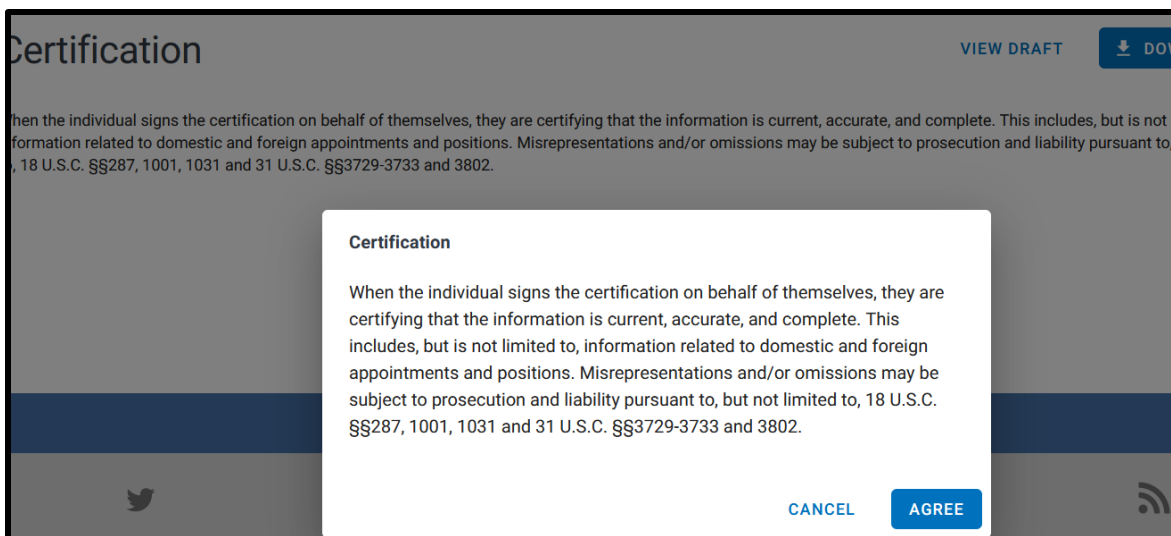 Certification
VIEW DRAFT
When the individual signs the certification on behalf of themselves, they are certifying that the information is current, accurate, and complete. This includes, but is not
formation related to domestic and foreign appointments and positions. Misrepresentations and/or omissions may be subject to prosecution and liability pursuant to,
, 18 U.S.C. §§287, 1001, 1031 and 31 U.S.C. §§3729-3733 and 3802.
Certification
When the individual signs the certification on behalf of themselves, they are
certifying that the information is current, accurate, and complete. This
includes, but is not limited to, information related to domestic and foreign
appointments and positions. Misrepresentations and/or omissions may be
subject to prosecution and liability pursuant to, but not limited to, 18 U.S.C.
§§287, 1001, 1031 and 31 U.S.C. §§3729-3733 and 3802.
CANCEL
AGREE